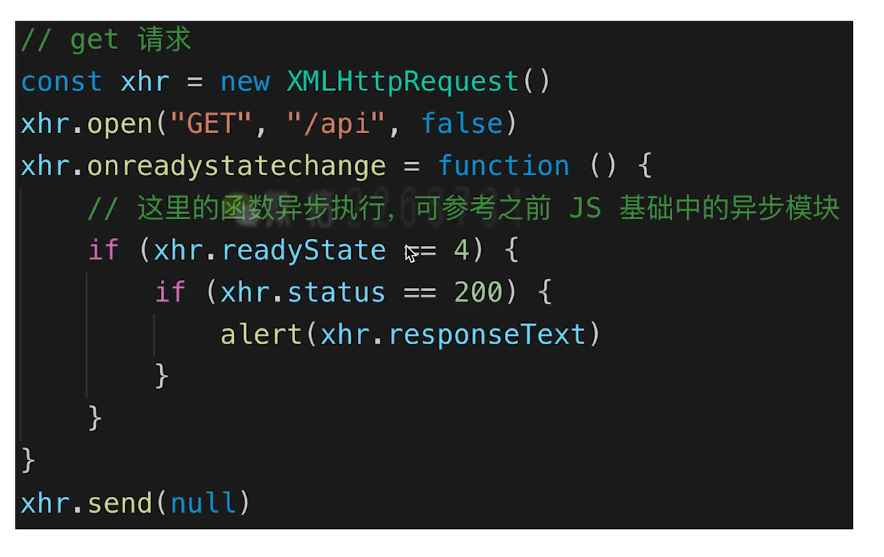 // get 请求
const xhr = new XMLHttpRequest()
xhr.open("GET", "/api", false)
xhr.onreadystatechange = function () {
    // 这里的函数异步执行，可参考之前 JS 基础中的异步模块
    if (xhr.readyState == 4) {
        if (xhr.status == 200) {
            alert(xhr.responseText)
        }
    }
}
xhr.send(null)